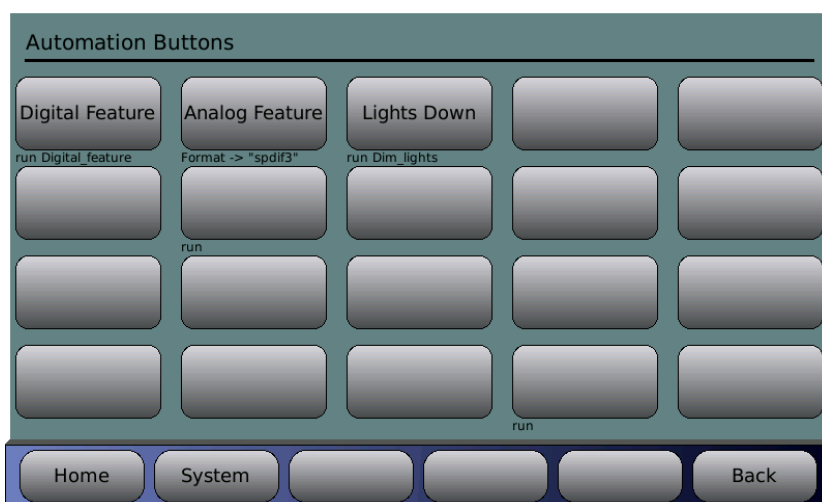 Automation Buttons
Digital Feature Analog Feature Lights Down
run Digital_feature Format -> "spdif3" run Dim_lights
run
run
Home System Back